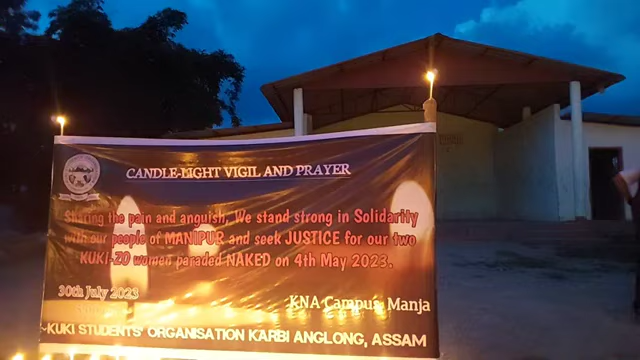 CANDLE-LIGHT VIGIL AND PRAYER
Sharing the pain and anguish, We stand strong in Solidarity
with our people of MANIPUR and seek JUSTICE for our two
KUKI-ZO women paraded NAKED on 4th May 2023.
30th July 2023
KNA Campus, Manja
~KUKI STUDENTS' ORGANISATION KARBI ANGLONG, ASSAM